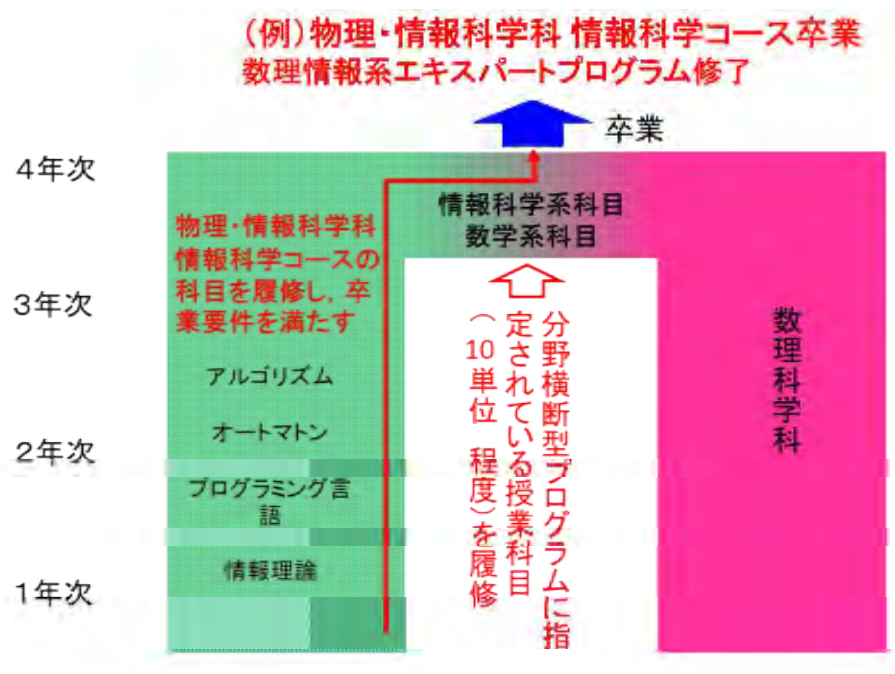 (例)物理・情報科学科 情報科学コース卒業
数理情報系エキスパートプログラム修了
卒業
4年次
情報科学系科目
数学系科目
物理・情報科学科
情報科学コースの
科目を履修し,卒
業要件を満たす
3年次
分野横断型プログラムに指
定されている授業科目
(10単位 程度)を履修
数理科学科
アルゴリズム
オートマトン
2年次
プログラミング言
語
情報理論
1年次